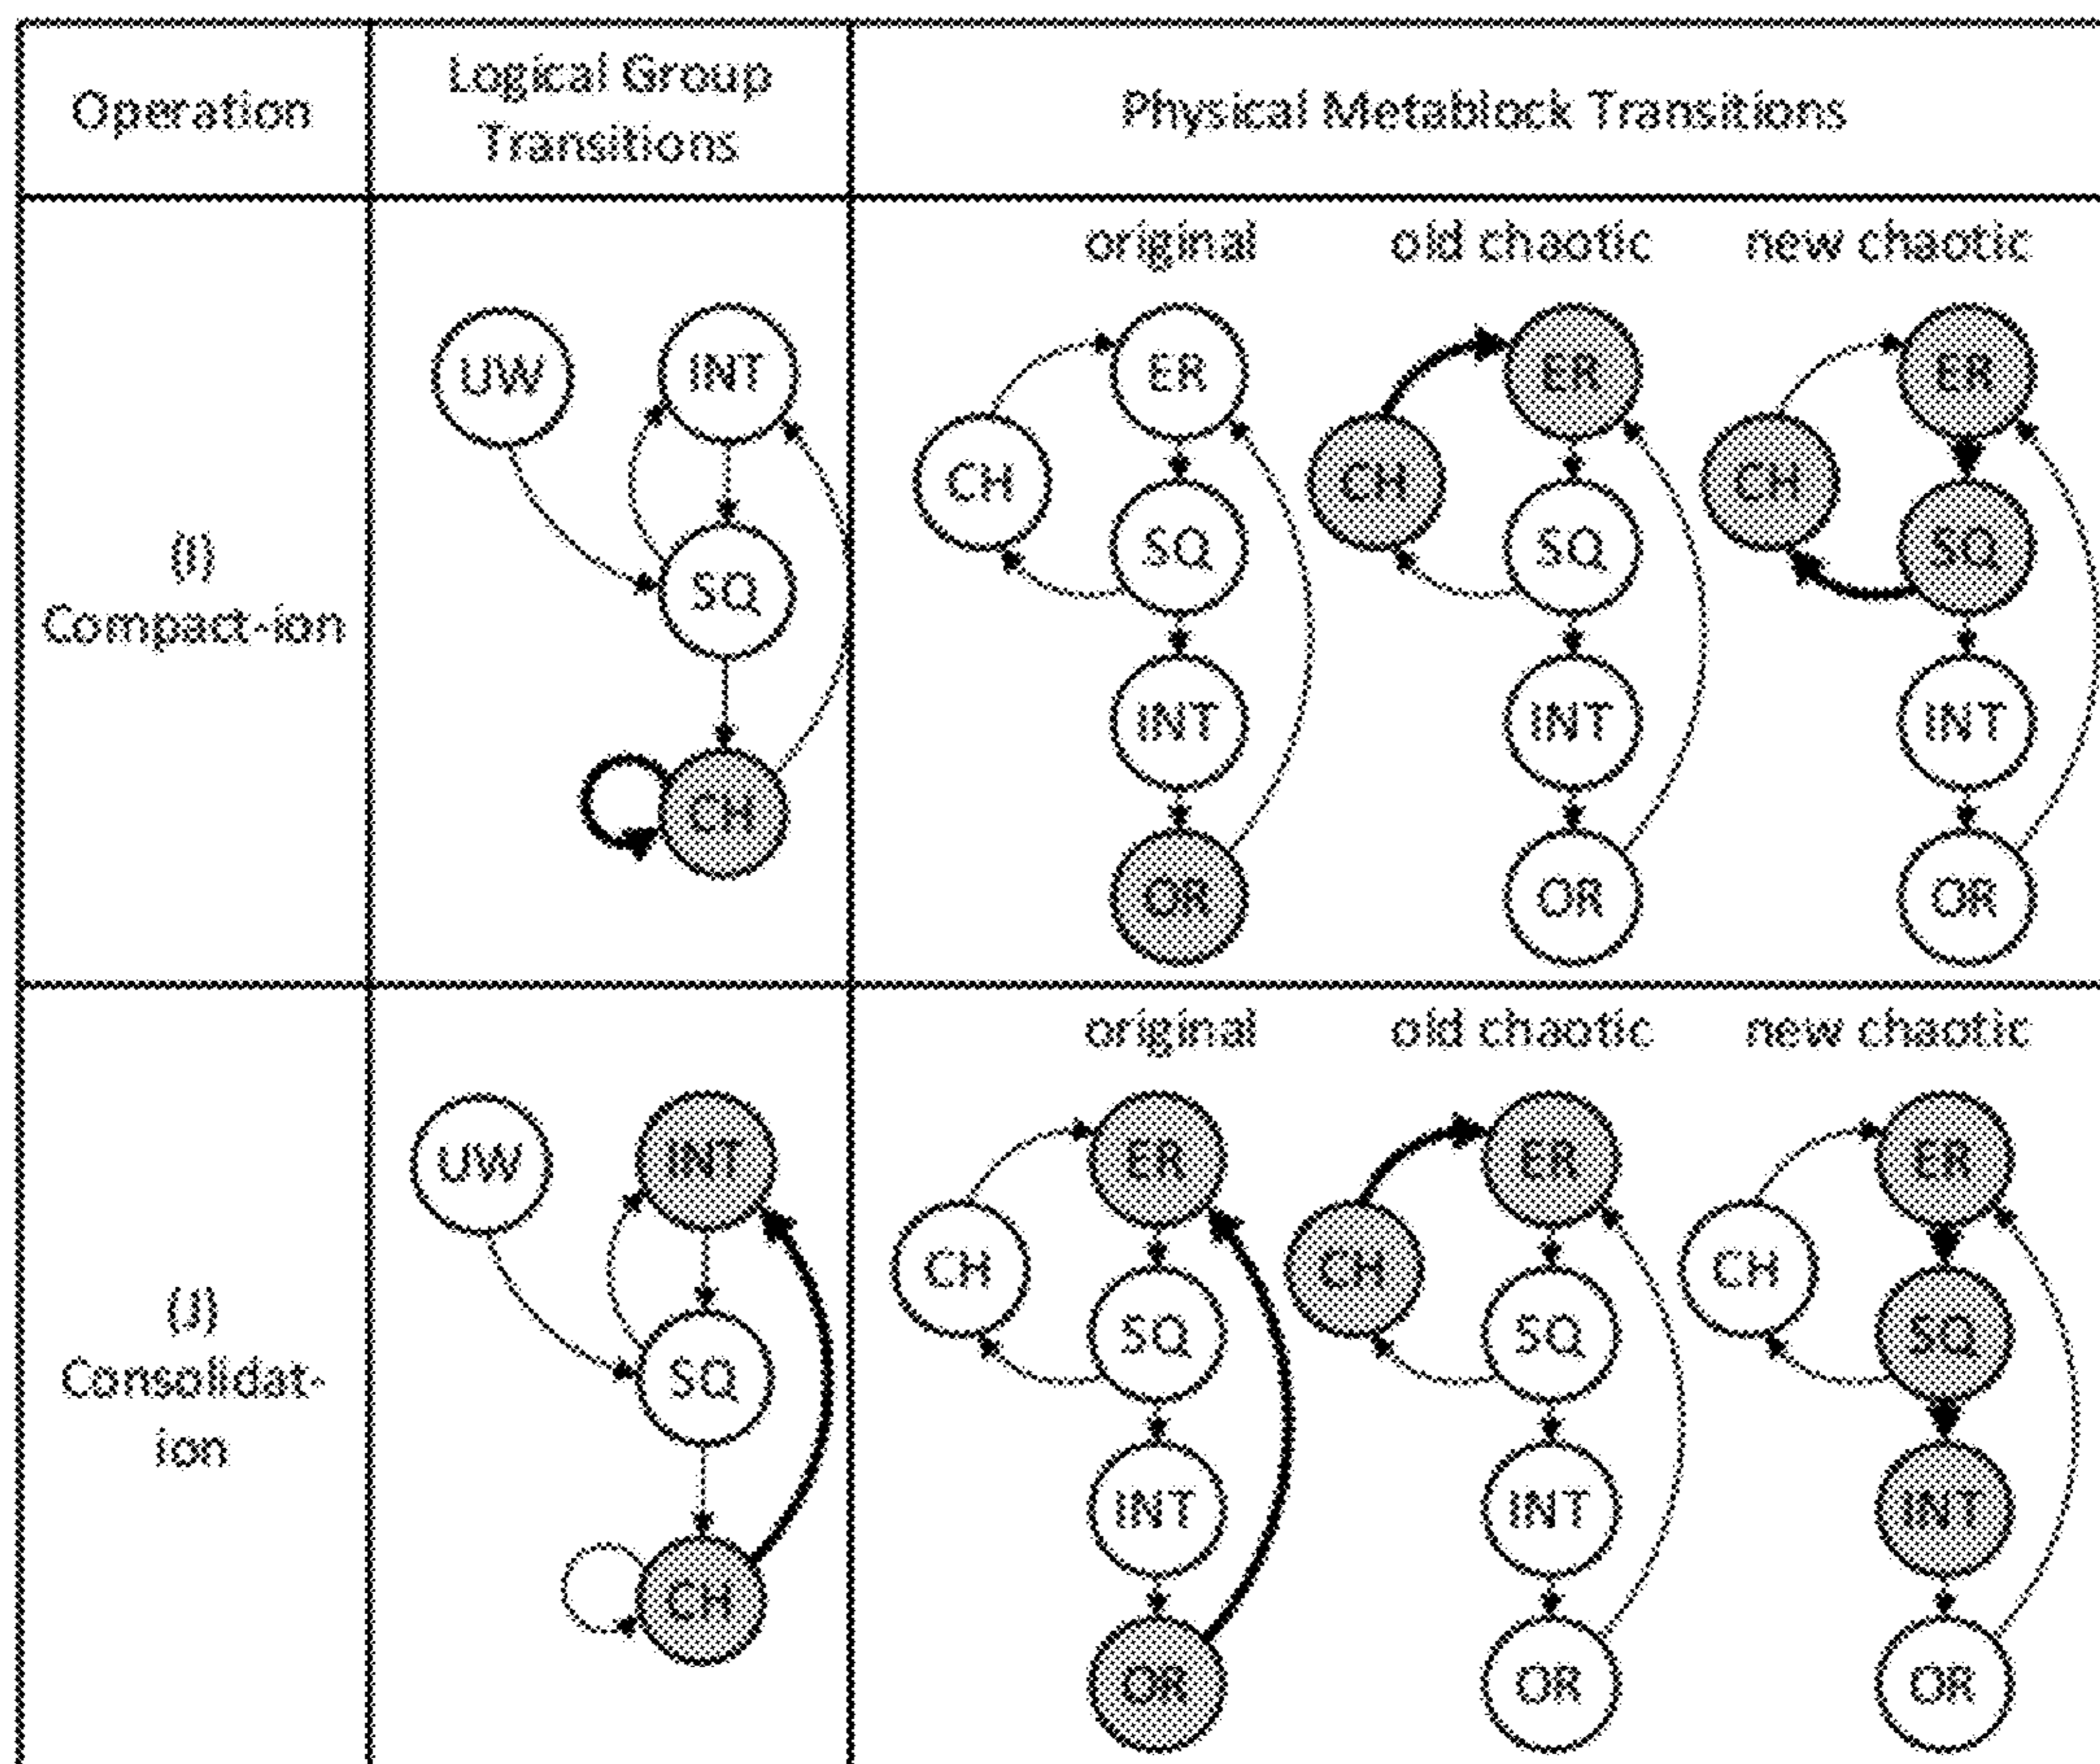 Operation
Logical Group
Transitions
Physical Metablock Transitions
(I)
Compact-ion
UW
INT
SQ
CH
original
ER
CH
SQ
INT
OR
old chaotic
ER
CH
SQ
INT
OR
new chaotic
ER
CH
SQ
INT
OR
(J)
Consolidat-
ion
UW
INT
SQ
CH
original
ER
CH
SQ
INT
OR
old chaotic
ER
CH
SQ
INT
OR
new chaotic
ER
CH
SQ
INT
OR